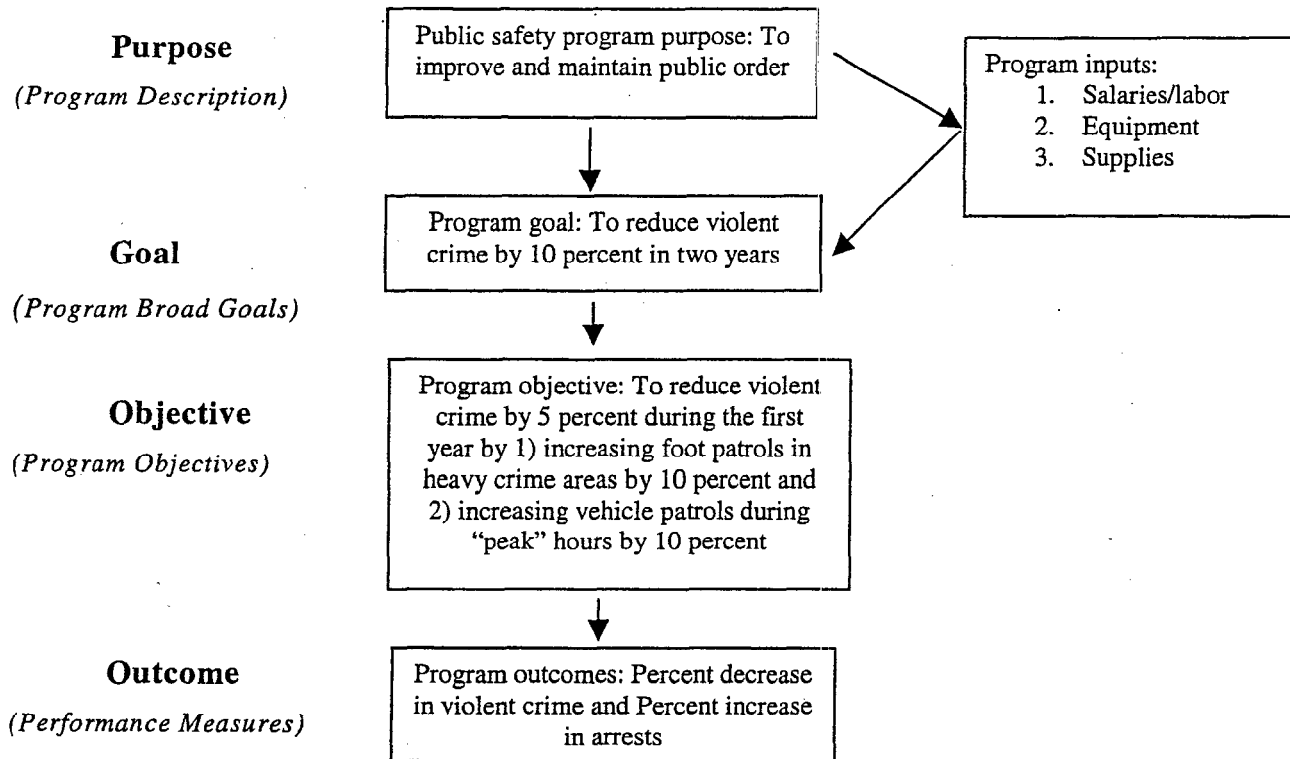 Purpose
(Program Description)
Public safety program purpose: To
improve and maintain public order
Program inputs:
1. Salaries/labor
2. Equipment
3. Supplies
Goal
(Program Broad Goals)
Program goal: To reduce violent
crime by 10 percent in two years
Objective
(Program Objectives)
Program objective: To reduce violent
crime by 5 percent during the first
year by 1) increasing foot patrols in
heavy crime areas by 10 percent and
2) increasing vehicle patrols during
“peak” hours by 10 percent
Outcome
(Performance Measures)
Program outcomes: Percent decrease
in violent crime and Percent increase
in arrests